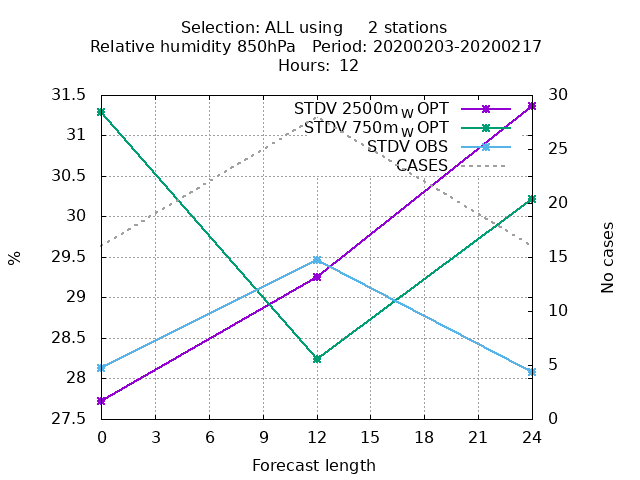 Selection: ALL using     2 stations
Relative humidity 850hPa   Period: 20200203-20200217
Hours:  12
STDV 2500m_W OPT
STDV 750m_W OPT
STDV OBS
CASES
31.5
31
30.5
30
29.5
29
28.5
28
27.5
%
30
25
20
15
10
5
0
No cases
0 3 6 9 12 15 18 21 24
Forecast length